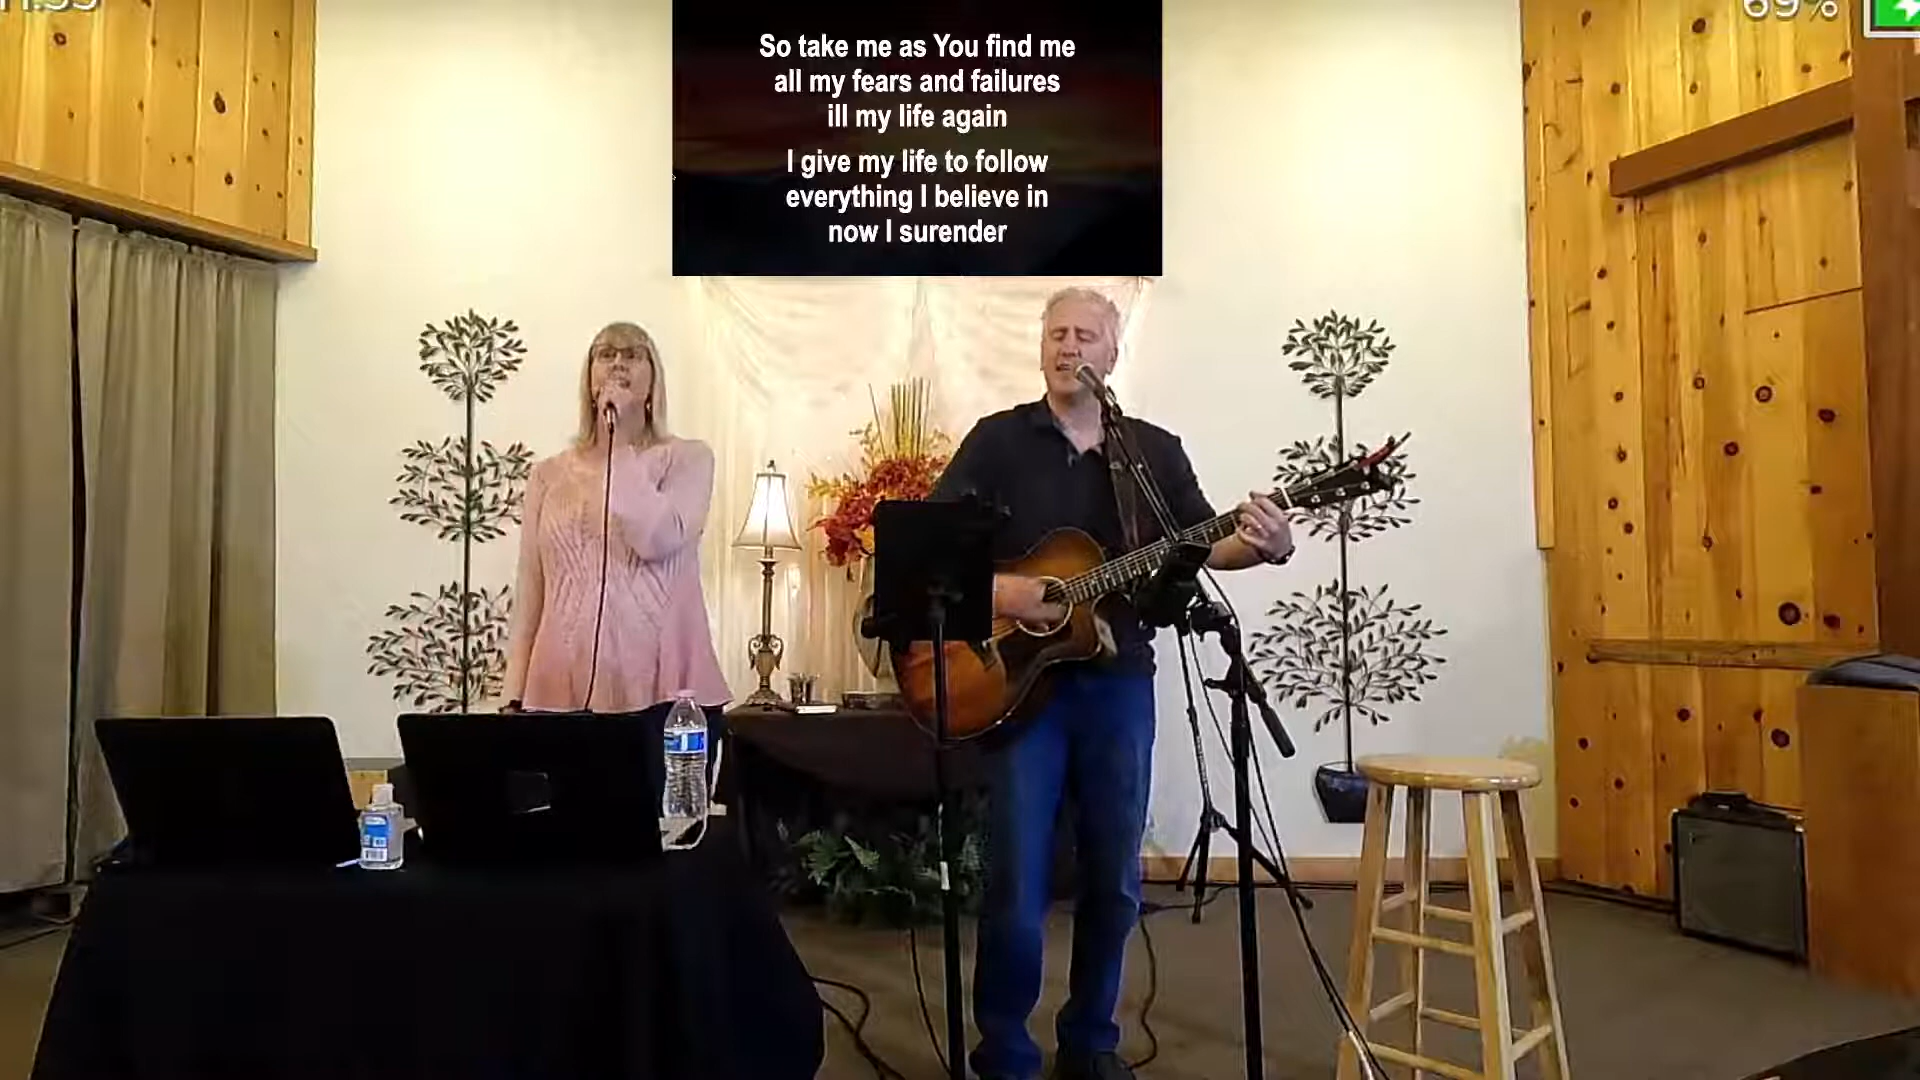 69%
So take me as You find me
all my fears and failures
ill my life again
I give my life to follow
everything I believe in
now I surender